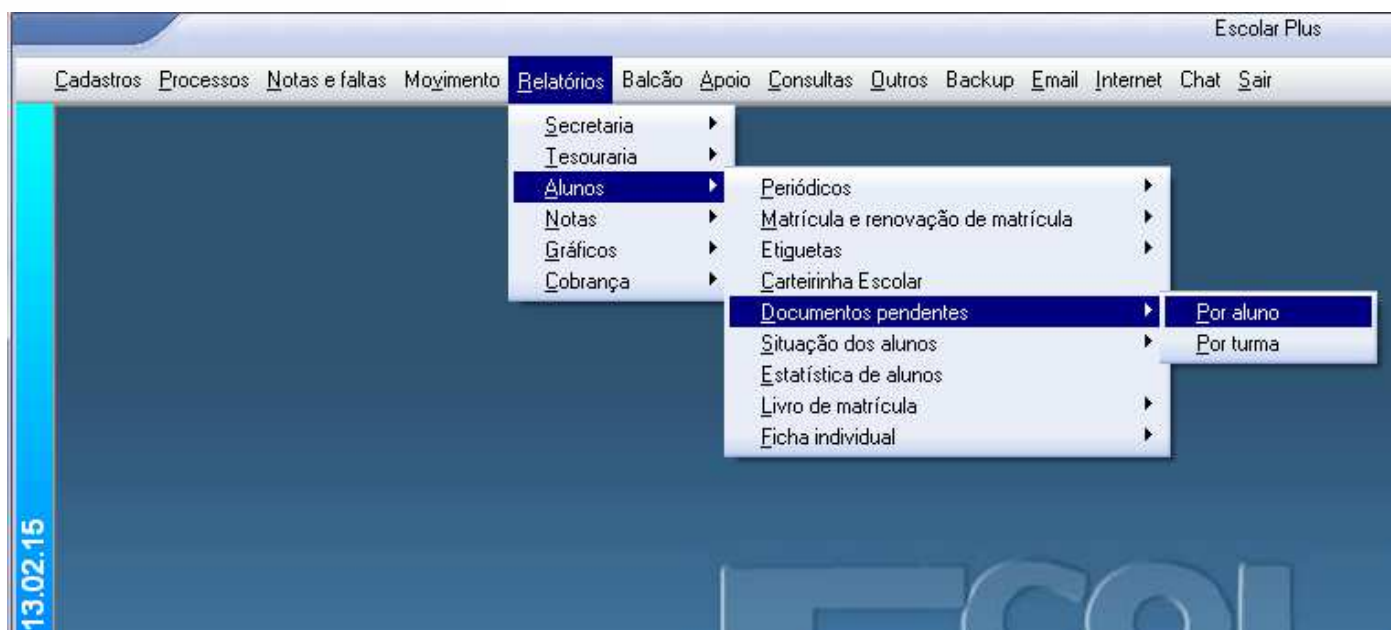 Escolar Plus
Cadastros Processos Notas e faltas Movimento Relatórios Balcão Apoio Consultas Outros Backup Email Internet Chat Sair
Secretaria
Tesouraria
Alunos
Notas
Gráficos
Cobrança
Periódicos
Matrícula e renovação de matrícula
Etiguetas
Carteirinha Escolar
Documentos pendentes
Situação dos alunos
Estatística de alunos
Livro de matrícula
Ficha individual
Por aluno
Por turma
13.02.15